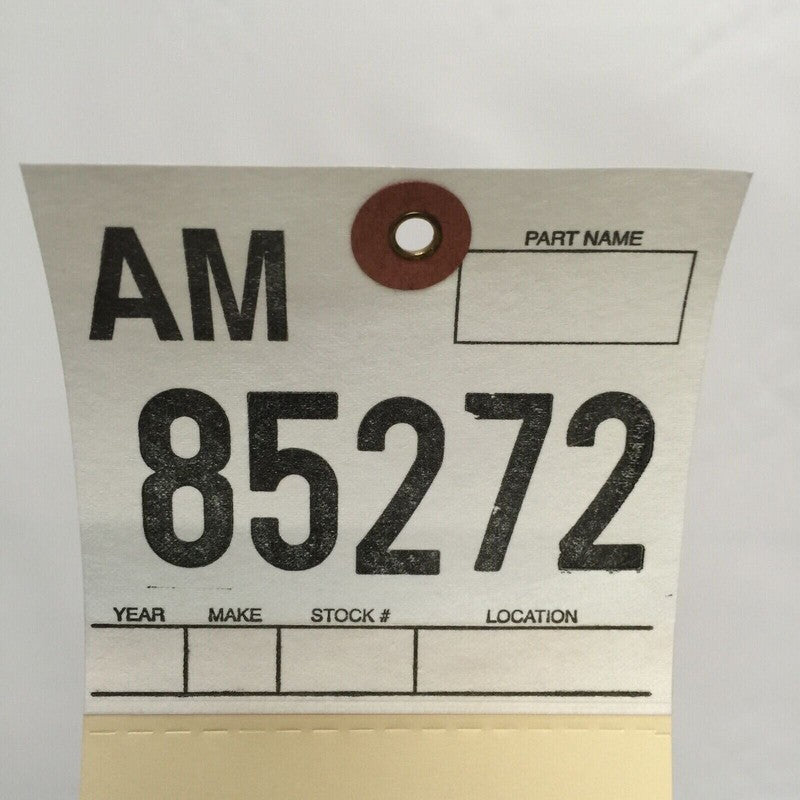 AM
PART NAME
85272
YEAR MAKE STOCK # LOCATION